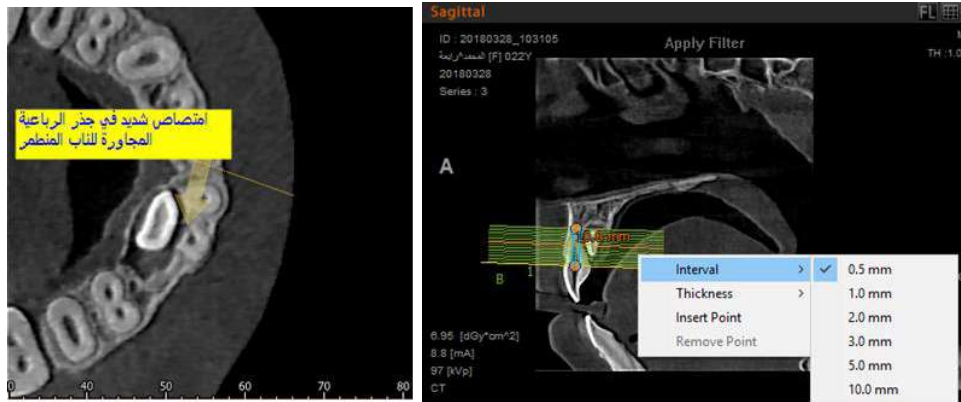 امتصاص شديد في جذر الرباعية
المجاورة للناب المنطمر
40 50 60 70 80
Sagittal
FL
ID : 20180328_103105
[F] 022Y
20180328
Series : 3
Apply Filter
TH :1.0
A
B
1
mm
6.95 [dGy*cm^2]
8.8 [mA]
97 [kVp]
CT
Interval
Thickness
Insert Point
Remove Point
0.5 mm
1.0 mm
2.0 mm
3.0 mm
5.0 mm
10.0 mm